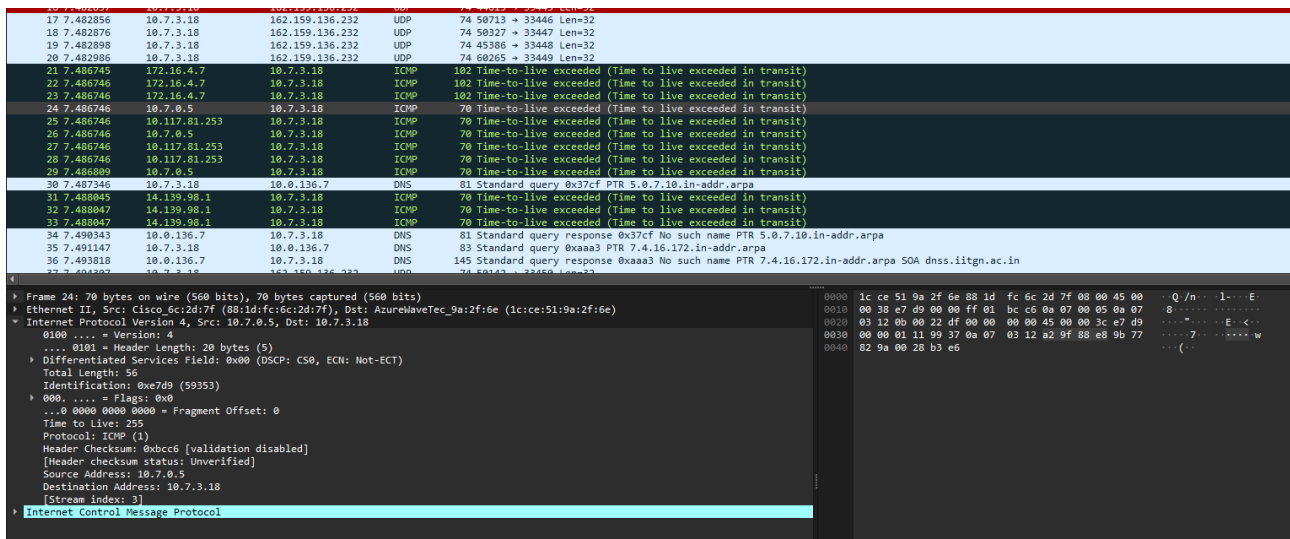 17 7.482856 10.7.3.18 162.159.136.232 UDP 74 50713 → 33446 Len=32
18 7.482876 10.7.3.18 162.159.136.232 UDP 74 50327 → 33447 Len=32
19 7.482898 10.7.3.18 162.159.136.232 UDP 74 45386 → 33448 Len=32
20 7.482986 10.7.3.18 162.159.136.232 UDP 74 60265 → 33449 Len=32
21 7.486745 172.16.4.7 10.7.3.18 ICMP 102 Time-to-live exceeded (Time to live exceeded in transit)
22 7.486746 172.16.4.7 10.7.3.18 ICMP 102 Time-to-live exceeded (Time to live exceeded in transit)
23 7.486746 172.16.4.7 10.7.3.18 ICMP 102 Time-to-live exceeded (Time to live exceeded in transit)
24 7.486746 10.7.0.5 10.7.3.18 ICMP 70 Time-to-live exceeded (Time to live exceeded in transit)
25 7.486746 10.117.81.253 10.7.3.18 ICMP 70 Time-to-live exceeded (Time to live exceeded in transit)
26 7.486746 10.7.0.5 10.7.3.18 ICMP 70 Time-to-live exceeded (Time to live exceeded in transit)
27 7.486746 10.117.81.253 10.7.3.18 ICMP 70 Time-to-live exceeded (Time to live exceeded in transit)
28 7.486746 10.117.81.253 10.7.3.18 ICMP 70 Time-to-live exceeded (Time to live exceeded in transit)
29 7.486809 10.7.0.5 10.7.3.18 ICMP 70 Time-to-live exceeded (Time to live exceeded in transit)
30 7.487346 10.7.3.18 10.0.136.7 DNS 81 Standard query 0x37cf PTR 5.0.7.10.in-addr.arpa
31 7.488045 14.139.98.1 10.7.3.18 ICMP 70 Time-to-live exceeded (Time to live exceeded in transit)
32 7.488047 14.139.98.1 10.7.3.18 ICMP 70 Time-to-live exceeded (Time to live exceeded in transit)
33 7.488047 14.139.98.1 10.7.3.18 ICMP 70 Time-to-live exceeded (Time to live exceeded in transit)
34 7.490343 10.0.136.7 10.7.3.18 DNS 81 Standard query response 0x37cf No such name PTR 5.0.7.10.in-addr.arpa
35 7.491147 10.7.3.18 10.0.136.7 DNS 83 Standard query 0xaaa3 PTR 7.4.16.172.in-addr.arpa
36 7.493818 10.0.136.7 10.7.3.18 DNS 145 Standard query response 0xaaa3 No such name PTR 7.4.16.172.in-addr.arpa SOA dnss.iitgn.ac.in
Frame 24: 70 bytes on wire (560 bits), 70 bytes captured (560 bits)
Ethernet II, Src: Cisco_6c:2d:7f (88:1d:fc:6c:2d:7f), Dst: AzureWaveTec_9a:2f:6e (1c:ce:51:9a:2f:6e)
Internet Protocol Version 4, Src: 10.7.0.5, Dst: 10.7.3.18
0100 .... = Version: 4
.... 0101 = Header Length: 20 bytes (5)
Differentiated Services Field: 0x00 (DSCP: CS0, ECN: Not-ECT)
Total Length: 56
Identification: 0xe7d9 (59353)
000. .... = Flags: 0x0
...0 0000 0000 0000 = Fragment Offset: 0
Time to Live: 255
Protocol: ICMP (1)
Header Checksum: 0xbcc6 [validation disabled]
[Header checksum status: Unverified]
Source Address: 10.7.0.5
Destination Address: 10.7.3.18
[Stream index: 3]
Internet Control Message Protocol
0000 1c ce 51 9a 2f 6e 88 1d fc 6c 2d 7f 08 00 45 00 ··Q·/n·· ·l-···E·
0010 00 38 e7 d9 00 00 ff 01 bc c6 0a 07 00 05 0a 07 ·8······ ········
0020 03 12 0b 00 22 df 00 00 00 00 45 00 00 3c e7 d9 ····"··· ··E··<··
0030 00 00 01 11 99 37 0a 07 03 12 a2 9f 88 e8 9b 77 ·····7·· ·······w
0040 82 9a 00 28 b3 e6 ···(··